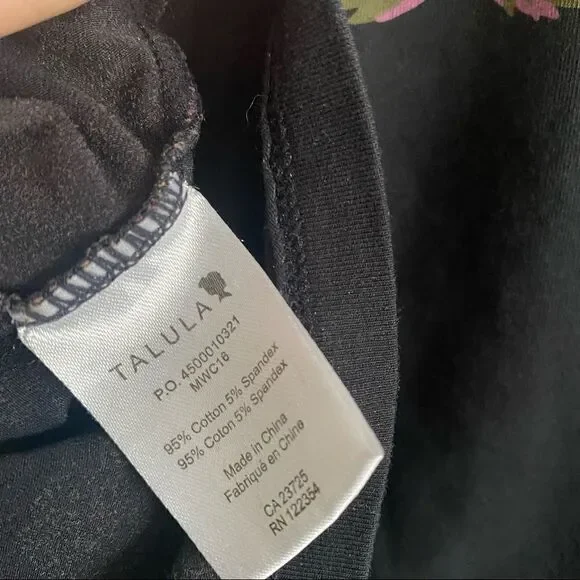 TALULA
P.O. 4500010321
MWC16
95% Cotton 5% Spandex
95% Coton 5% Spandex
Made in China
Fabriqué en Chine
CA 23725
RN 122354